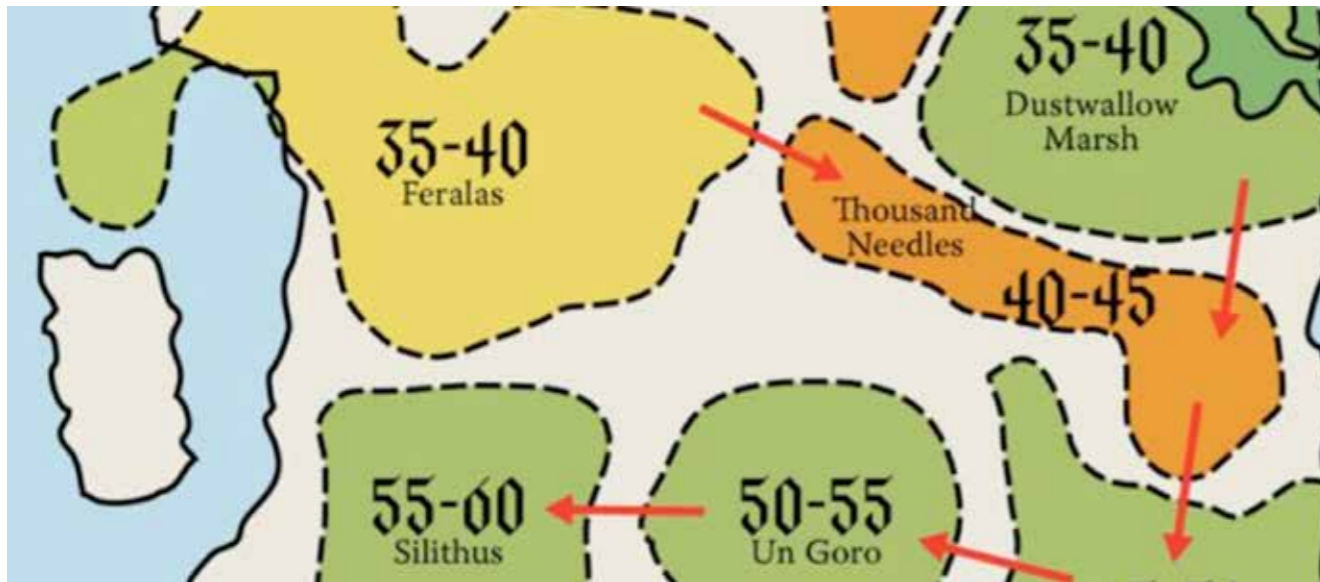 35-40
Feralas
35-40
Dustwallow
Marsh
Thousand
Needles
40-45
55-60
Silithus
50-55
Un Goro